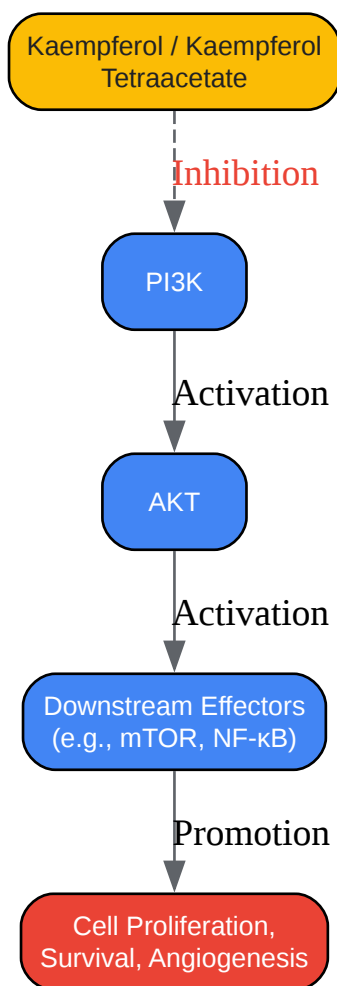 Kaempferol / Kaempferol
Tetraacetate
Inhibition
PI3K
Activation
AKT
Activation
Downstream Effectors
(e.g., mTOR, NF-κB)
Promotion
Cell Proliferation,
Survival, Angiogenesis